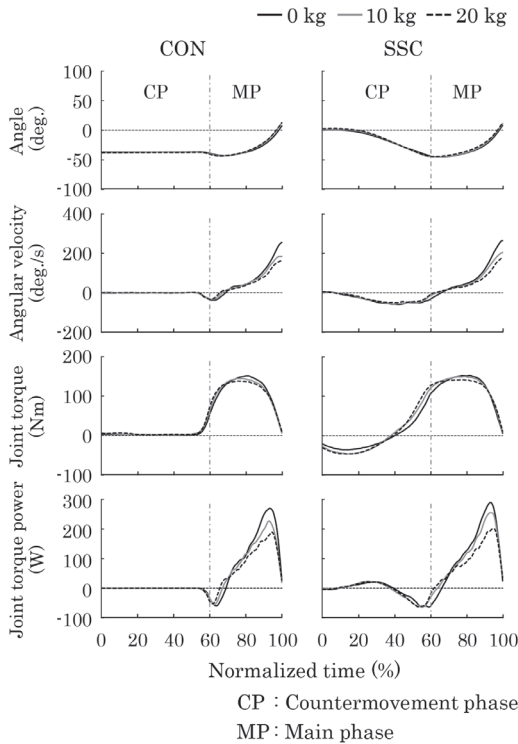 0 kg 10 kg 20 kg
CON SSC
CP MP CP MP
Angle
(deg.)
100
50
0
-50
-100
Angular velocity
(deg./s)
400
200
0
-200
Joint torque
(Nm)
200
100
0
-100
Joint torque power
(W)
300
200
100
0
-100
0 20 40 60 80 100 0 20 40 60 80 100
Normalized time (%)
CP : Countermovement phase
MP : Main phase